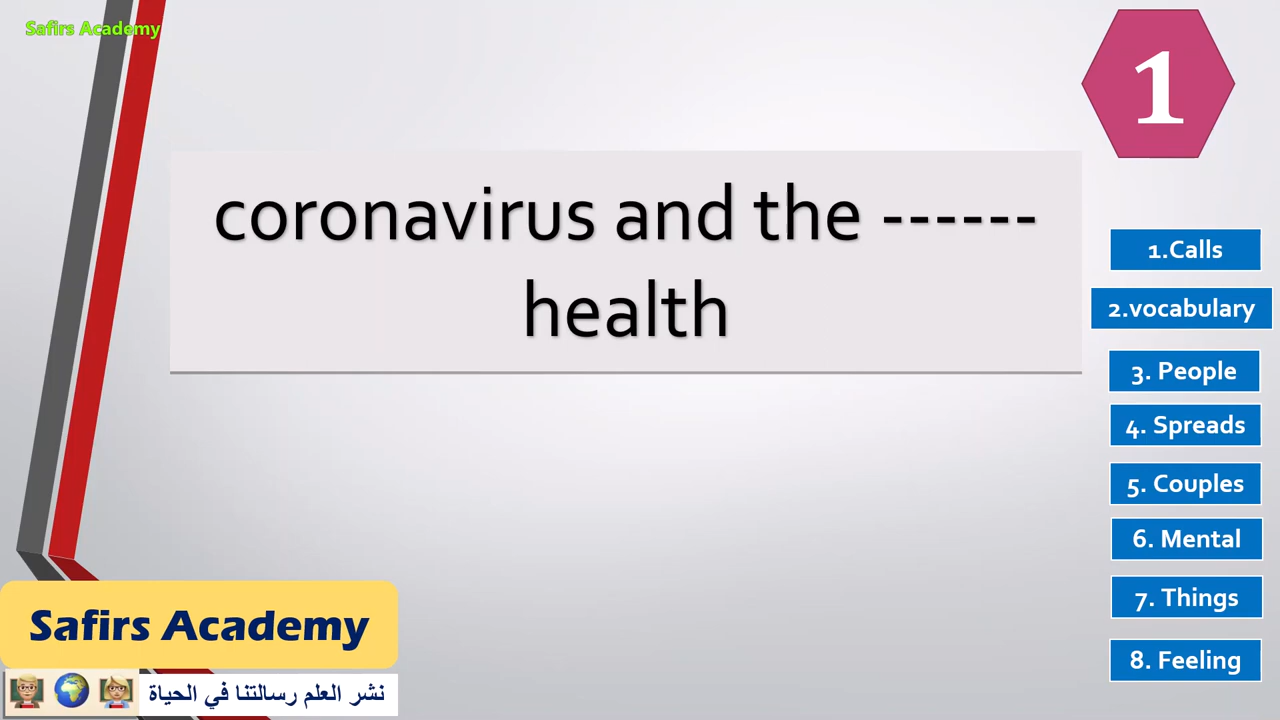 Safirs Academy
1
coronavirus and the ------
health
1.Calls
2.vocabulary
3. People
4. Spreads
5. Couples
6. Mental
7. Things
8. Feeling
Safirs Academy
نشر العلم رسالتنا في الحياة